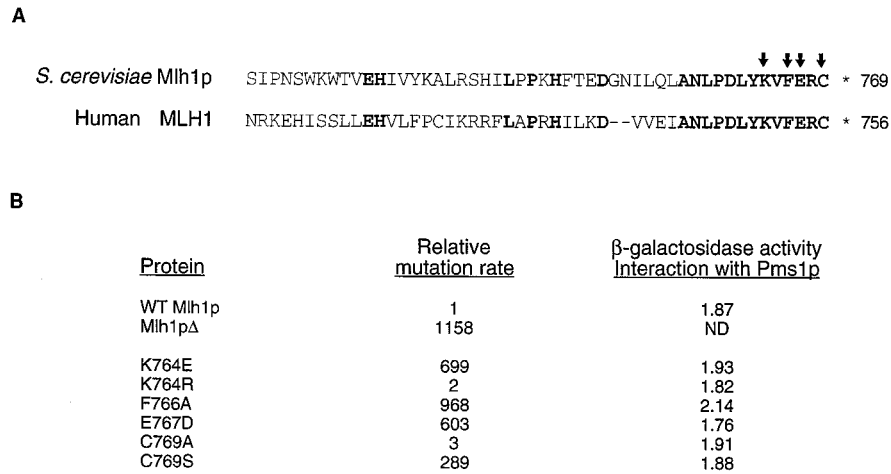 A
S. cerevisiae Mlh1p SIPNSWKWTVEHIVYKALRSHILPPKHFTEDGNILQLANLPDLYKVFERC * 769
Human MLH1 NRKEHISSLLEHVLFPCIKRRFLAPRHILKD--VVEIANLPDLYKVFERC * 756
B
Protein Relative mutation rate β-galactosidase activity Interaction with Pms1p
WT Mlh1p 1 1.87
Mlh1pΔ 1158 ND
K764E 699 1.93
K764R 2 1.82
F766A 968 2.14
E767D 603 1.76
C769A 3 1.91
C769S 289 1.88